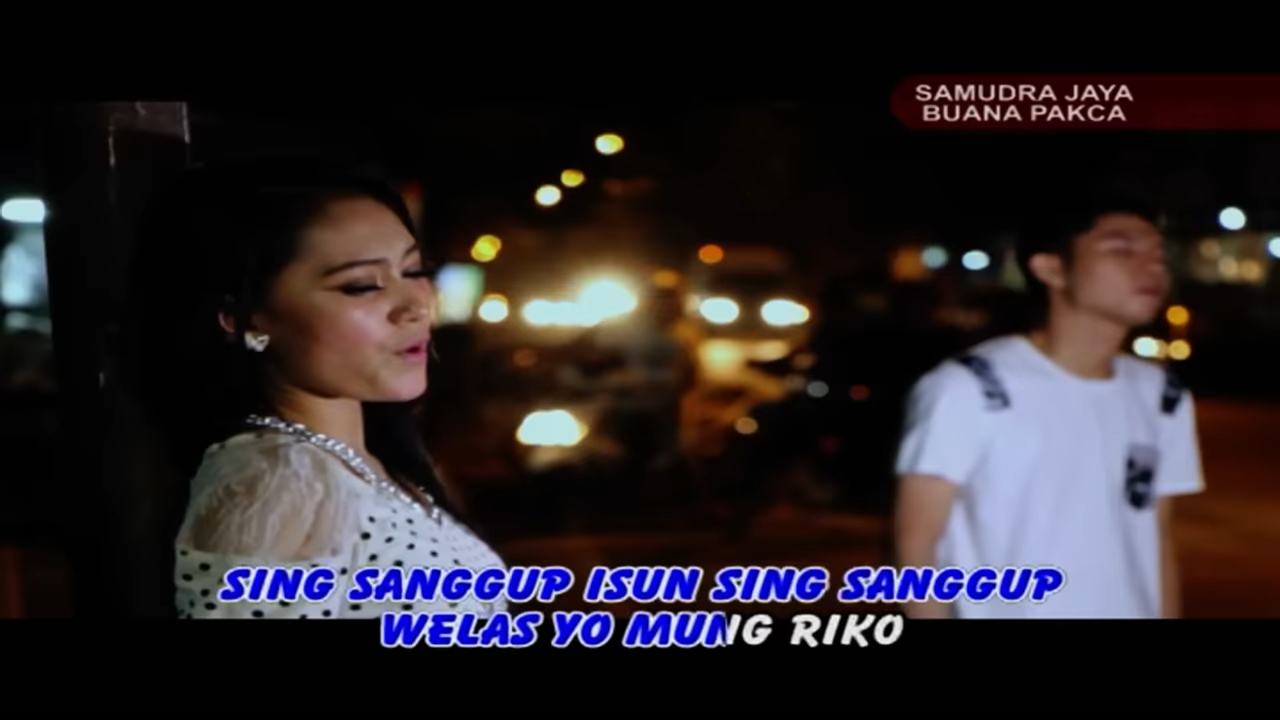 SAMUDRA JAYA
BUANA PAKCA
SING SANGGUP ISUN SING SANGGUP
WELAS YO MUNG RIKO